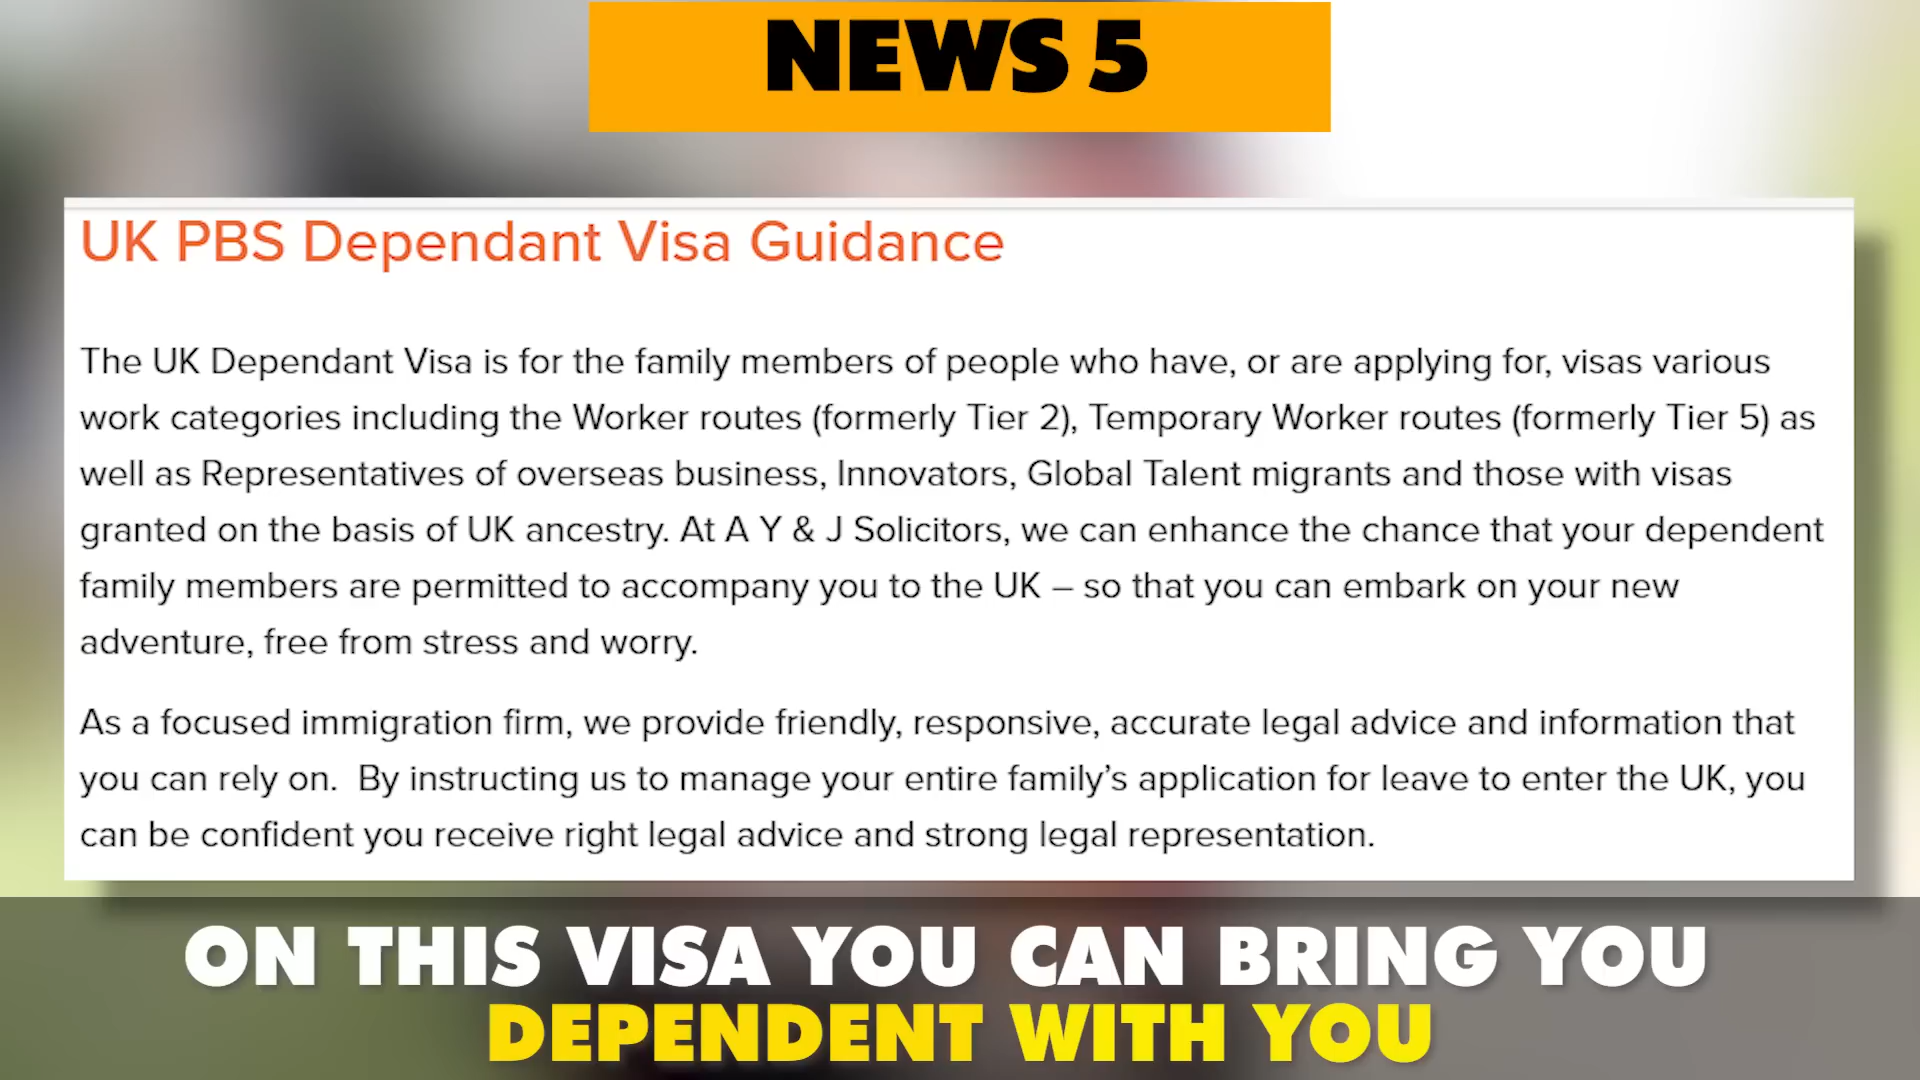 NEWS 5
UK PBS Dependant Visa Guidance
The UK Dependant Visa is for the family members of people who have, or are applying for, visas various
work categories including the Worker routes (formerly Tier 2), Temporary Worker routes (formerly Tier 5) as
well as Representatives of overseas business, Innovators, Global Talent migrants and those with visas
granted on the basis of UK ancestry. At A Y & J Solicitors, we can enhance the chance that your dependent
family members are permitted to accompany you to the UK – so that you can embark on your new
adventure, free from stress and worry.
As a focused immigration firm, we provide friendly, responsive, accurate legal advice and information that
you can rely on.  By instructing us to manage your entire family’s application for leave to enter the UK, you
can be confident you receive right legal advice and strong legal representation.
ON THIS VISA YOU CAN BRING YOU
DEPENDENT WITH YOU